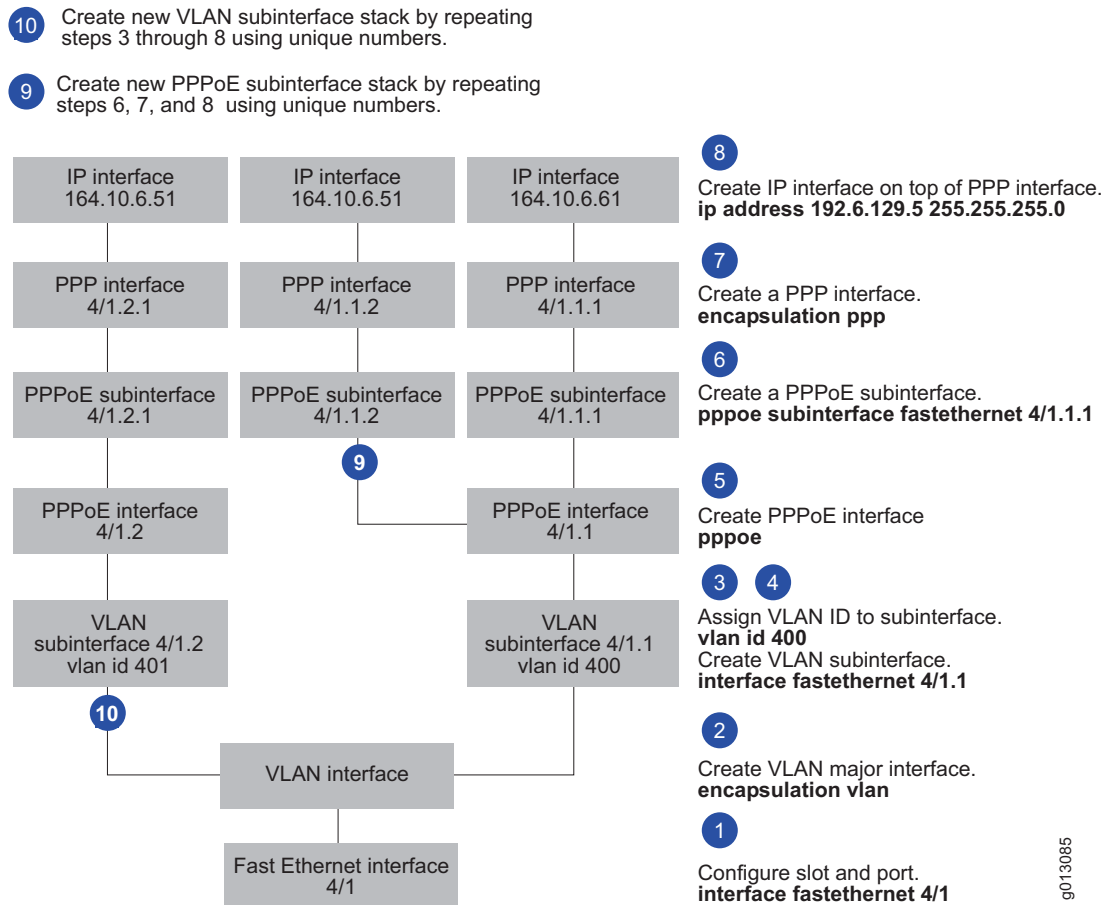 10
Create new VLAN subinterface stack by repeating
steps 3 through 8 using unique numbers.
9
Create new PPPoE subinterface stack by repeating
steps 6, 7, and 8 using unique numbers.
IP interface
164.10.6.51
IP interface
164.10.6.51
IP interface
164.10.6.61
8
Create IP interface on top of PPP interface.
ip address 192.6.129.5 255.255.255.0
PPP interface
4/1.2.1
PPP interface
4/1.1.2
PPP interface
4/1.1.1
7
Create a PPP interface.
encapsulation ppp
PPPoE subinterface
4/1.2.1
PPPoE subinterface
4/1.1.2
PPPoE subinterface
4/1.1.1
6
Create a PPPoE subinterface.
pppoe subinterface fastethernet 4/1.1.1
9
PPPoE interface
4/1.2
PPPoE interface
4/1.1
5
Create PPPoE interface
pppoe
VLAN
subinterface 4/1.2
vlan id 401
VLAN
subinterface 4/1.1
vlan id 400
3 4
Assign VLAN ID to subinterface.
vlan id 400
Create VLAN subinterface.
interface fastethernet 4/1.1
10
VLAN interface
2
Create VLAN major interface.
encapsulation vlan
Fast Ethernet interface
4/1
1
Configure slot and port.
interface fastethernet 4/1
g013085